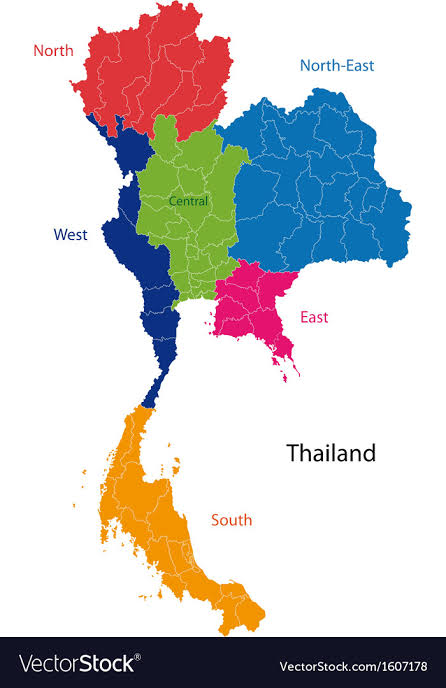 North
North-East
Central
West
East
Thailand
South
VectorStock®
VectorStock.com/1607178